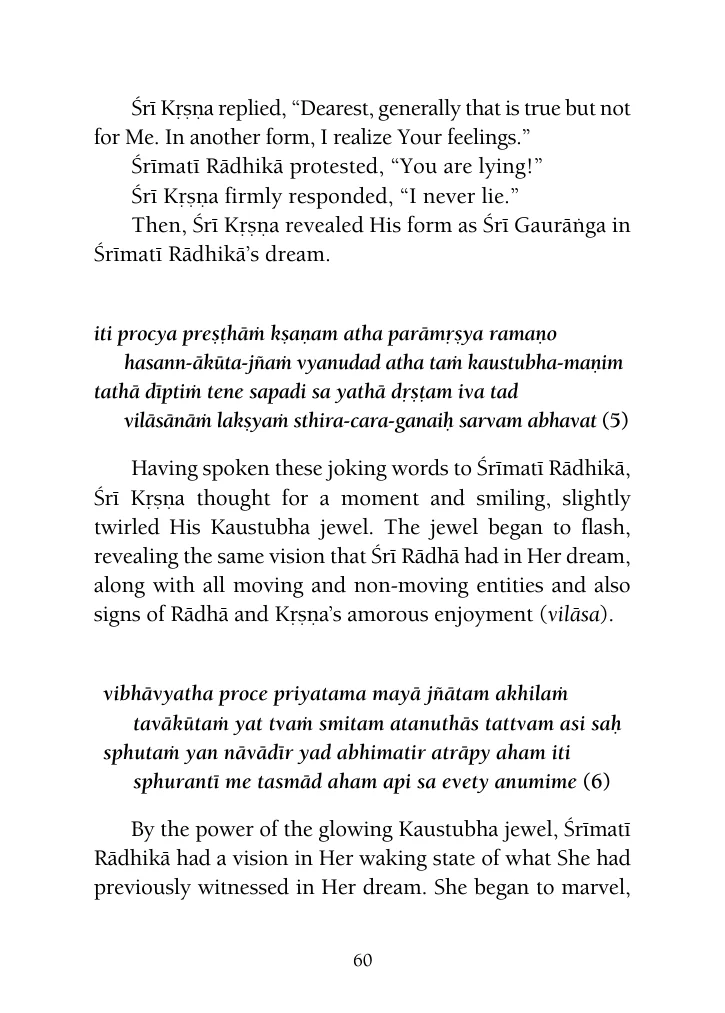 Śrī Kṛṣṇa replied, “Dearest, generally that is true but not
for Me. In another form, I realize Your feelings.”
Śrīmatī Rādhikā protested, “You are lying!”
Śrī Kṛṣṇa firmly responded, “I never lie.”
Then, Śrī Kṛṣṇa revealed His form as Śrī Gaurāṅga in
Śrīmatī Rādhikā’s dream.
iti procya preṣṭhāṁ kṣaṇam atha parāmṛṣya ramaṇo
hasann-ākūta-jñaṁ vyanudad atha taṁ kaustubha-maṇim
tathā dīptiṁ tene sapadi sa yathā dṛṣṭam iva tad
vilāsānāṁ lakṣyaṁ sthira-cara-ganaiḥ sarvam abhavat (5)
Having spoken these joking words to Śrīmatī Rādhikā,
Śrī Kṛṣṇa thought for a moment and smiling, slightly
twirled His Kaustubha jewel. The jewel began to flash,
revealing the same vision that Śrī Rādhā had in Her dream,
along with all moving and non-moving entities and also
signs of Rādhā and Kṛṣṇa’s amorous enjoyment (vilāsa).
vibhāvyatha proce priyatama mayā jñātam akhilaṁ
tavākūtaṁ yat tvaṁ smitam atanuthās tattvam asi saḥ
sphutaṁ yan nāvādīr yad abhimatir atrāpy aham iti
sphurantī me tasmād aham api sa evety anumime (6)
By the power of the glowing Kaustubha jewel, Śrīmatī
Rādhikā had a vision in Her waking state of what She had
previously witnessed in Her dream. She began to marvel,
60